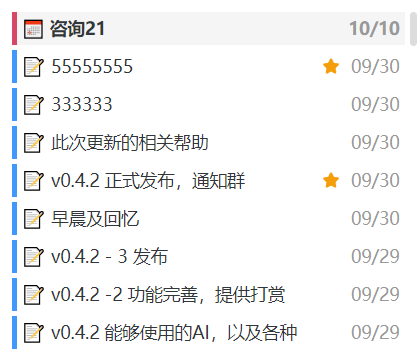 咨询21 10/10
55555555 09/30
333333 09/30
此次更新的相关帮助 09/30
v0.4.2 正式发布，通知群 09/30
早晨及回忆 09/30
v0.4.2 - 3 发布 09/29
v0.4.2 -2 功能完善，提供打赏 09/29
v0.4.2 能够使用的AI，以及各种 09/29